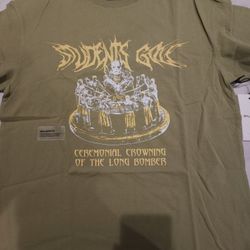 STUDENTS GOLF
CEREMONIAL CROWNING
OF THE LONG BOMBER